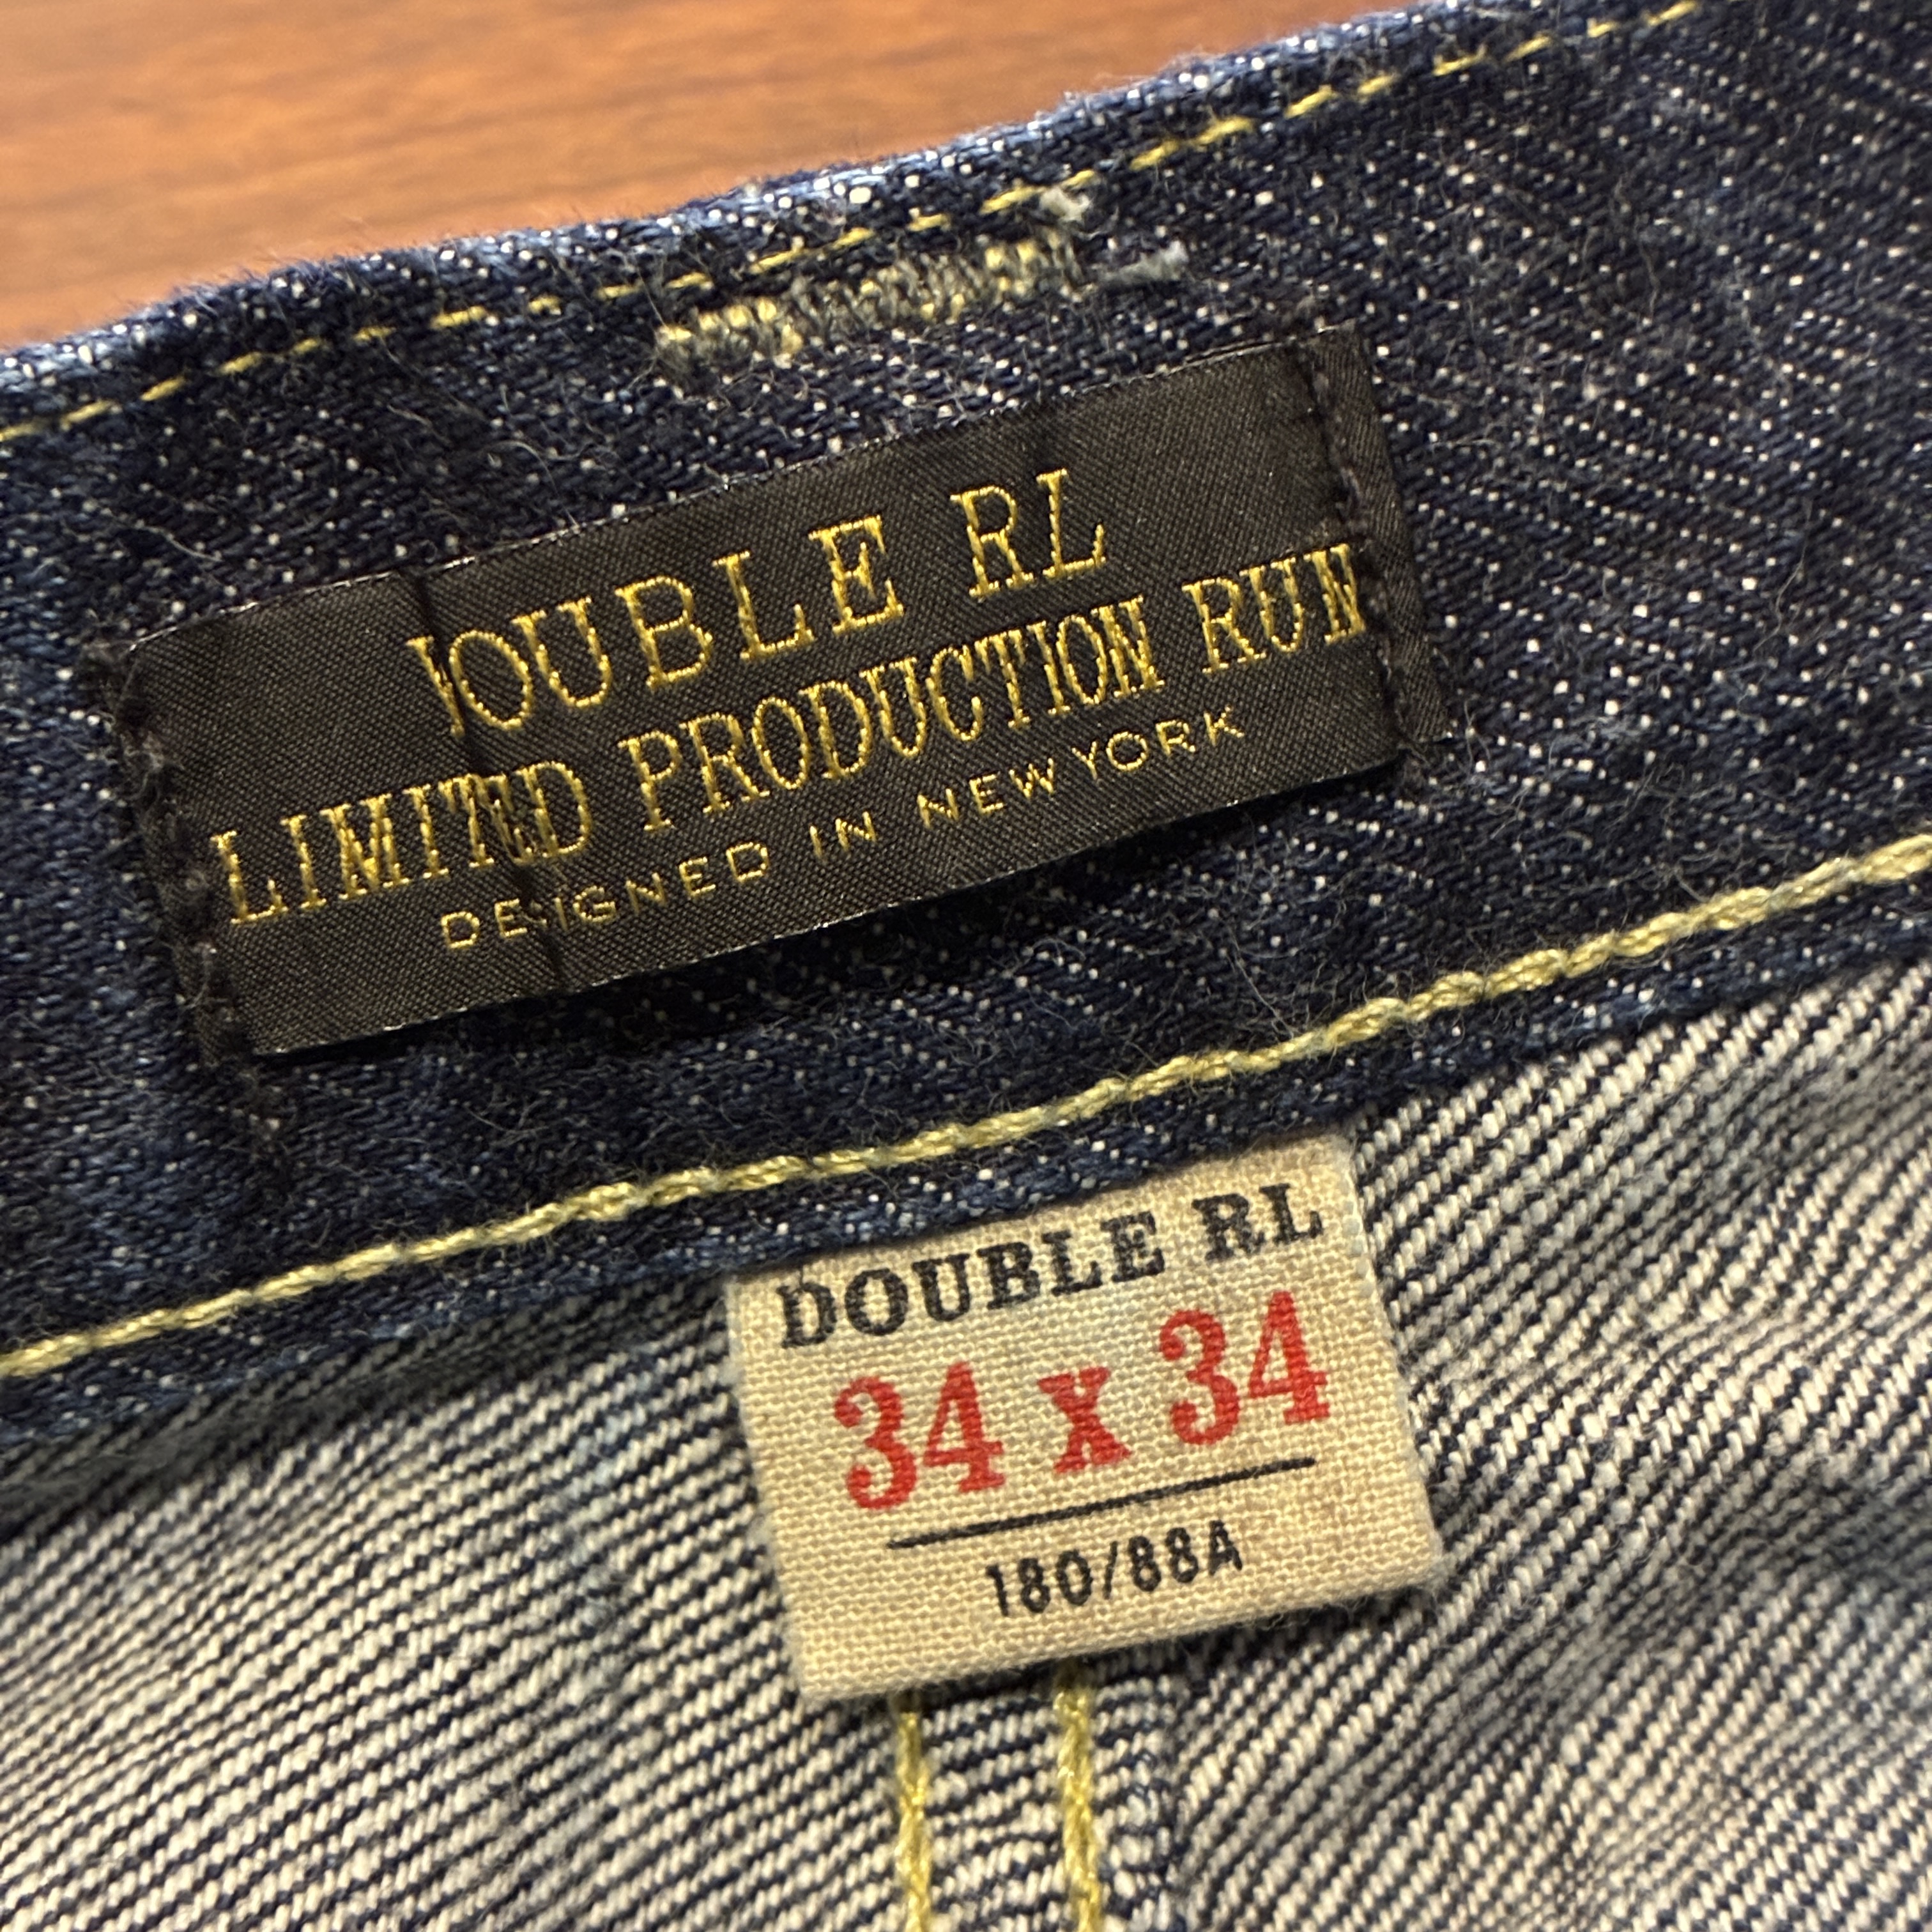 DOUBLE RL
LIMITED PRODUCTION RUN
DESIGNED IN NEW YORK
DOUBLE RL
34 x 34
180/88A